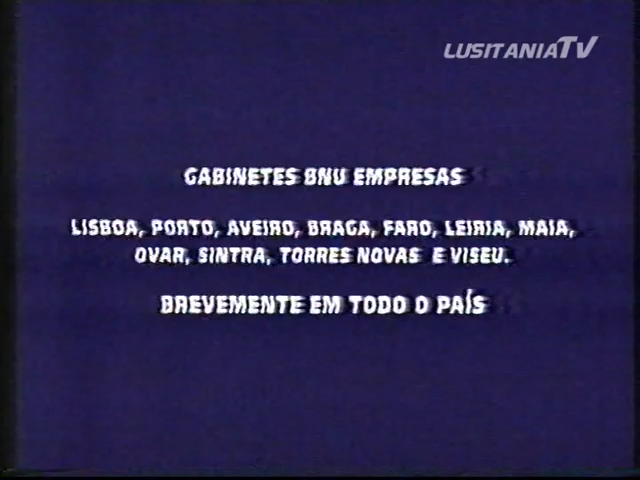 LUSITANIATV
GABINETES BNU EMPRESAS
LISBOA, PORTO, AVEIRO, BRAGA, FARO, LEIRIA, MAIA,
OVAR, SINTRA, TORRES NOVAS E VISEU.
BREVEMENTE EM TODO O PAÍS